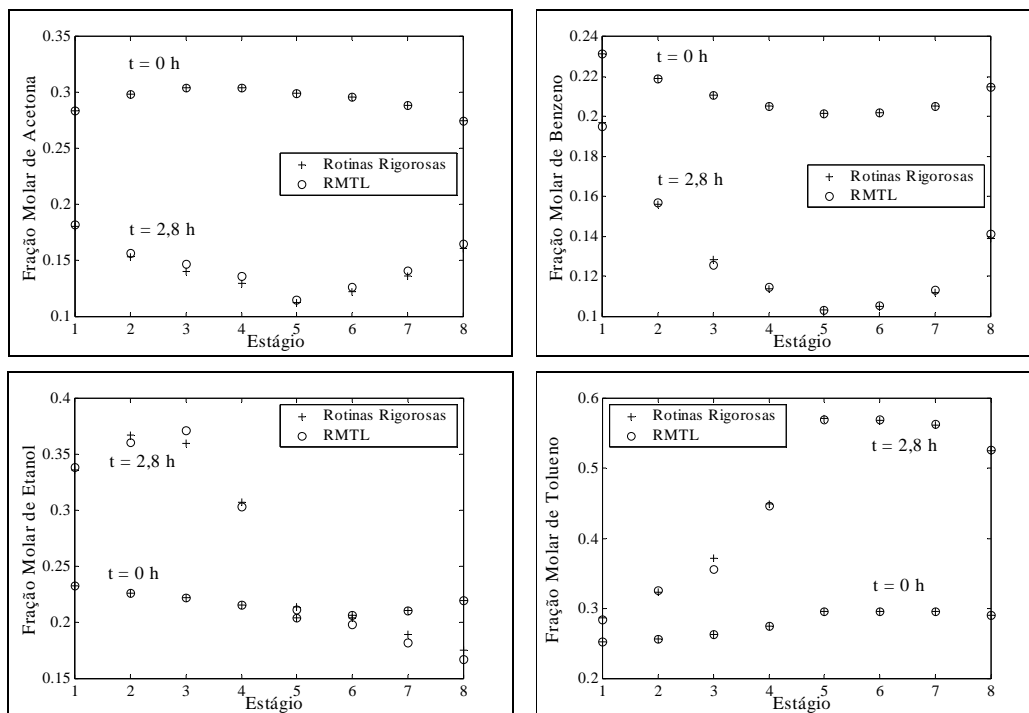 0.35
0.3
0.25
0.2
0.15
0.1
Fração Molar de Acetona
t = 0 h
+ Rotinas Rigorosas
○ RMTL
t = 2,8 h
1 2 3 4 5 6 7 8
Estágio
0.24
0.22
0.2
0.18
0.16
0.14
0.12
0.1
Fração Molar de Benzeno
t = 0 h
+ Rotinas Rigorosas
○ RMTL
t = 2,8 h
1 2 3 4 5 6 7 8
Estágio
0.4
0.35
0.3
0.25
0.2
0.15
Fração Molar de Etanol
+ Rotinas Rigorosas
○ RMTL
t = 2,8 h
t = 0 h
1 2 3 4 5 6 7 8
Estágio
0.6
0.5
0.4
0.3
0.2
Fração Molar de Tolueno
+ Rotinas Rigorosas
○ RMTL
t = 2,8 h
t = 0 h
1 2 3 4 5 6 7 8
Estágio